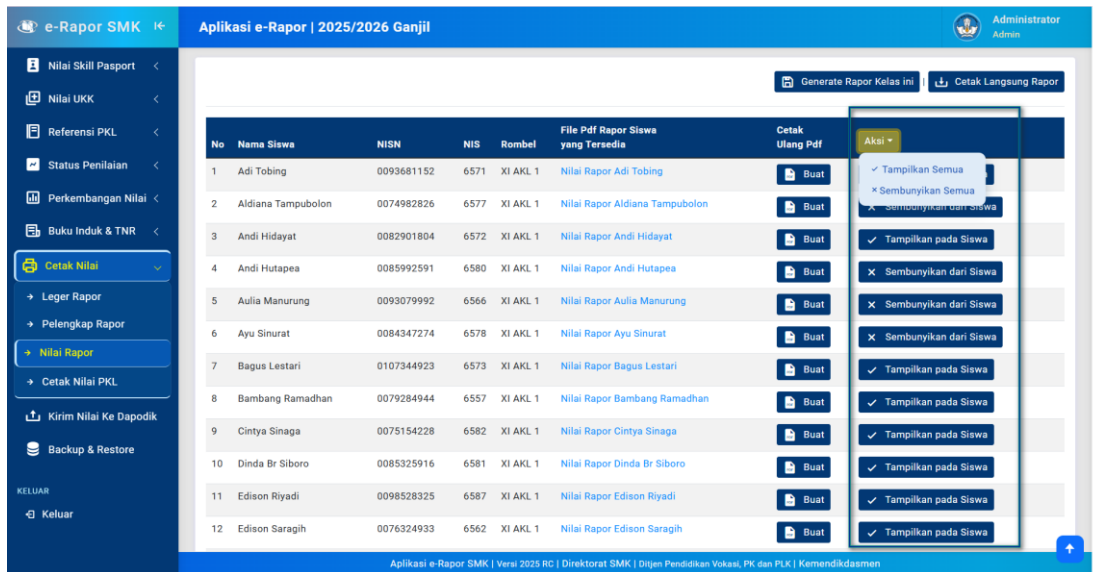 e-Rapor SMK
Aplikasi e-Rapor | 2025/2026 Ganjil
Administrator
Admin
Nilai Skill Pasport
Nilai UKK
Referensi PKL
Status Penilaian
Perkembangan Nilai
Buku Induk & TNR
Cetak Nilai
Leger Rapor
Pelengkap Rapor
Nilai Rapor
Cetak Nilai PKL
Kirim Nilai Ke Dapodik
Backup & Restore
KELUAR
Keluar
Generate Rapor Kelas ini | Cetak Langsung Rapor
No Nama Siswa NISN NIS Rombel File Pdf Rapor Siswa yang Tersedia Cetak Ulang Pdf Aksi
Tampilkan Semua
Sembunyikan Semua
1 Adi Tobing 0093681152 6571 XI AKL 1 Nilai Rapor Adi Tobing Buat
2 Aldiana Tampubolon 0074982826 6577 XI AKL 1 Nilai Rapor Aldiana Tampubolon Buat Sembunyikan dari Siswa
3 Andi Hidayat 0082901804 6572 XI AKL 1 Nilai Rapor Andi Hidayat Buat Tampilkan pada Siswa
4 Andi Hutapea 0085992591 6580 XI AKL 1 Nilai Rapor Andi Hutapea Buat Sembunyikan dari Siswa
5 Aulia Manurung 0093079992 6566 XI AKL 1 Nilai Rapor Aulia Manurung Buat Sembunyikan dari Siswa
6 Ayu Sinurat 0084347274 6578 XI AKL 1 Nilai Rapor Ayu Sinurat Buat Sembunyikan dari Siswa
7 Bagus Lestari 0107344923 6573 XI AKL 1 Nilai Rapor Bagus Lestari Buat Tampilkan pada Siswa
8 Bambang Ramadhan 0079284944 6557 XI AKL 1 Nilai Rapor Bambang Ramadhan Buat Tampilkan pada Siswa
9 Cintya Sinaga 0075154228 6582 XI AKL 1 Nilai Rapor Cintya Sinaga Buat Tampilkan pada Siswa
10 Dinda Br Siboro 0085325916 6581 XI AKL 1 Nilai Rapor Dinda Br Siboro Buat Tampilkan pada Siswa
11 Edison Riyadi 0098528325 6587 XI AKL 1 Nilai Rapor Edison Riyadi Buat Tampilkan pada Siswa
12 Edison Saragih 0076324933 6562 XI AKL 1 Nilai Rapor Edison Saragih Buat Tampilkan pada Siswa
Aplikasi e-Rapor SMK | Versi 2025 RC | Direktorat SMK | Ditjen Pendidikan Vokasi, PK dan PLK | Kemendikdasmen